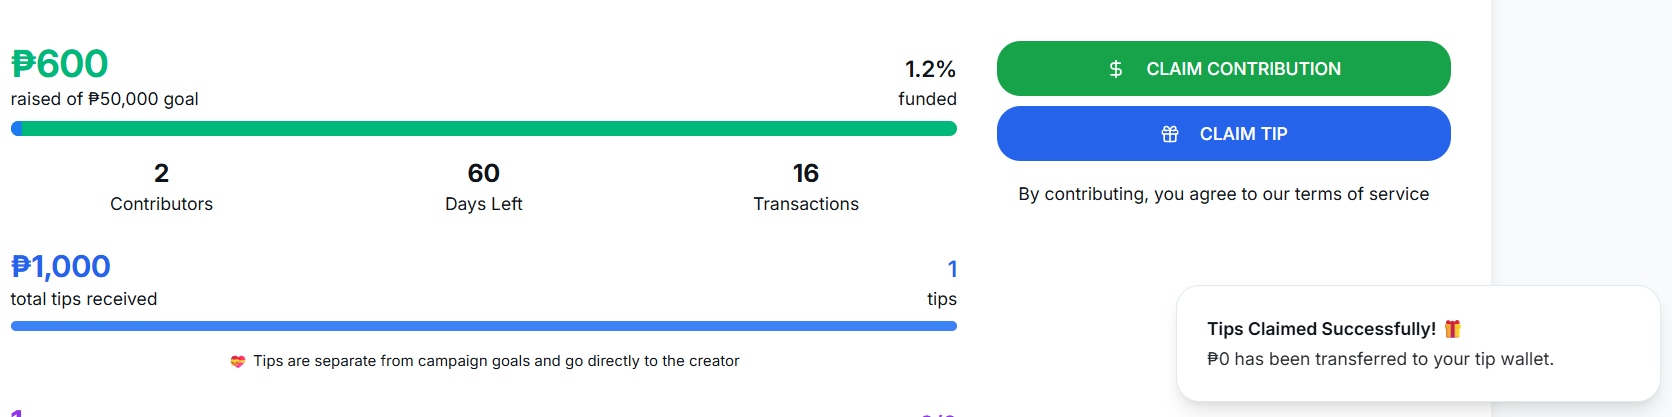 ₱600
1.2%
raised of ₱50,000 goal
funded
2
60
16
Contributors
Days Left
Transactions
₱1,000
1
total tips received
tips
💝 Tips are separate from campaign goals and go directly to the creator
CLAIM CONTRIBUTION
CLAIM TIP
By contributing, you agree to our terms of service
Tips Claimed Successfully! 🎁
₱0 has been transferred to your tip wallet.